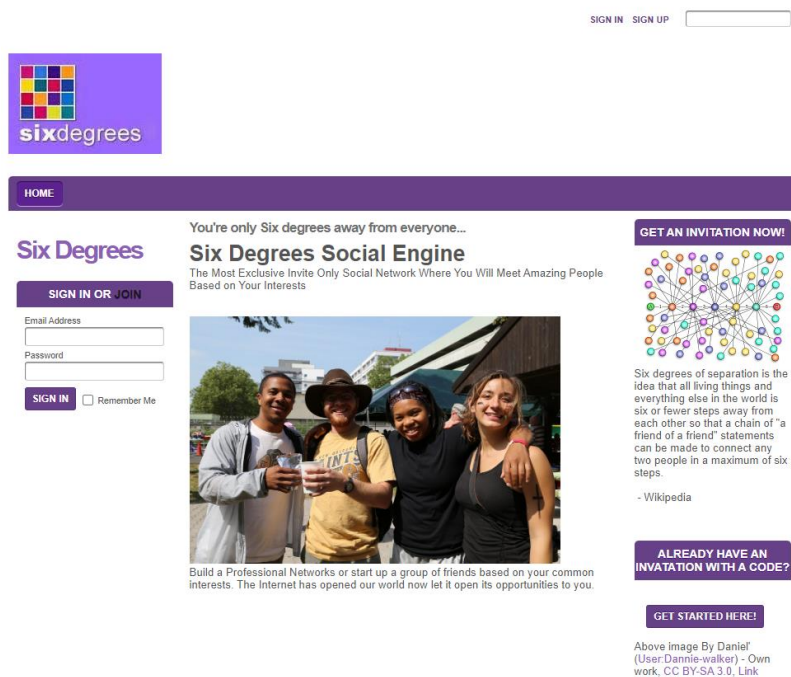 SIGN IN SIGN UP
sixdegrees
HOME
Six Degrees
SIGN IN OR JOIN
Email Address
Password
SIGN IN Remember Me
You're only Six degrees away from everyone...
Six Degrees Social Engine
The Most Exclusive Invite Only Social Network Where You Will Meet Amazing People
Based on Your Interests
Build a Professional Networks or start up a group of friends based on your common
interests. The Internet has opened our world now let it open its opportunities to you.
GET AN INVITATION NOW!
Six degrees of separation is the
idea that all living things and
everything else in the world is
six or fewer steps away from
each other so that a chain of "a
friend of a friend" statements
can be made to connect any
two people in a maximum of six
steps.
- Wikipedia
ALREADY HAVE AN
INVATATION WITH A CODE?
GET STARTED HERE!
Above image By Daniel'
(User:Dannie-walker) - Own
work, CC BY-SA 3.0, Link